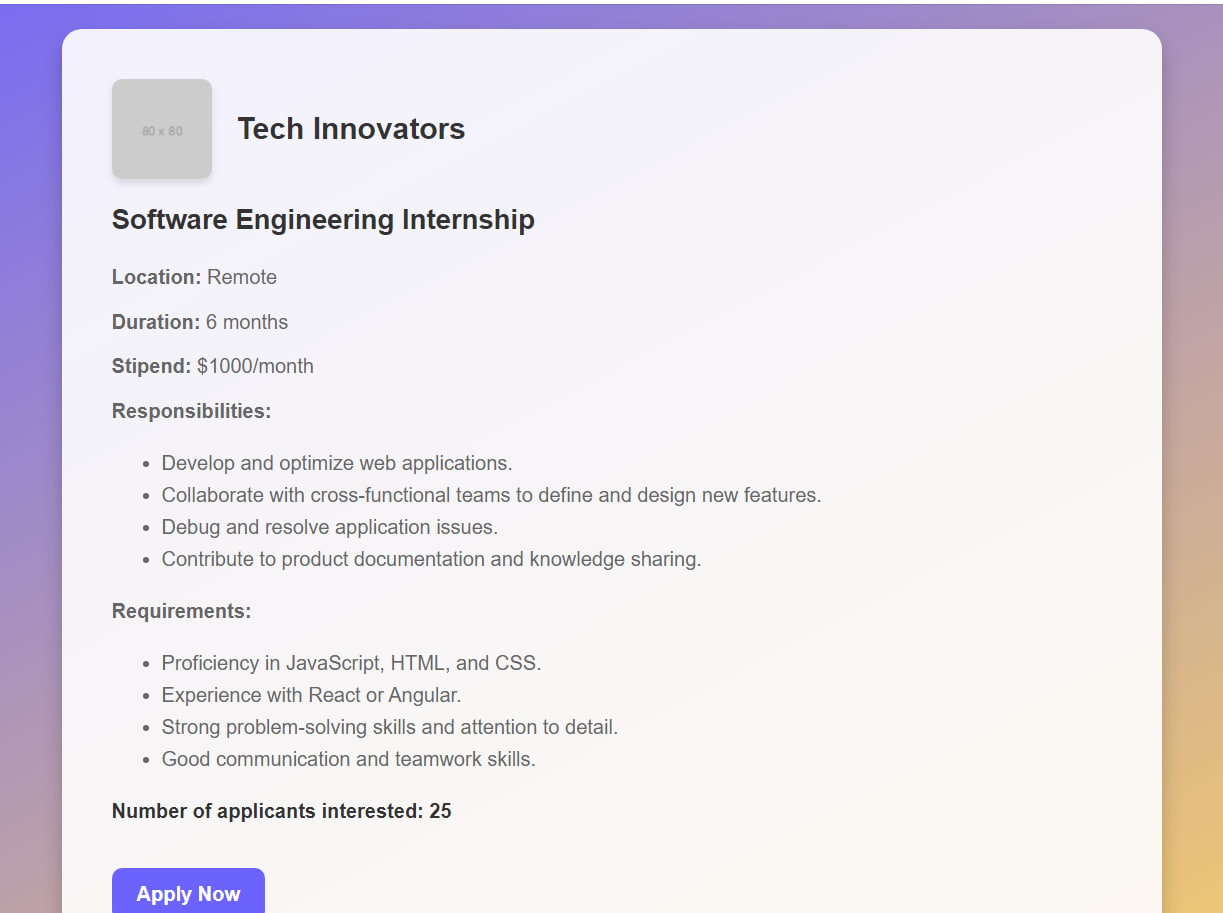 80 x 80
Tech Innovators
Software Engineering Internship
Location: Remote
Duration: 6 months
Stipend: $1000/month
Responsibilities:
Develop and optimize web applications.
Collaborate with cross-functional teams to define and design new features.
Debug and resolve application issues.
Contribute to product documentation and knowledge sharing.
Requirements:
Proficiency in JavaScript, HTML, and CSS.
Experience with React or Angular.
Strong problem-solving skills and attention to detail.
Good communication and teamwork skills.
Number of applicants interested: 25
Apply Now